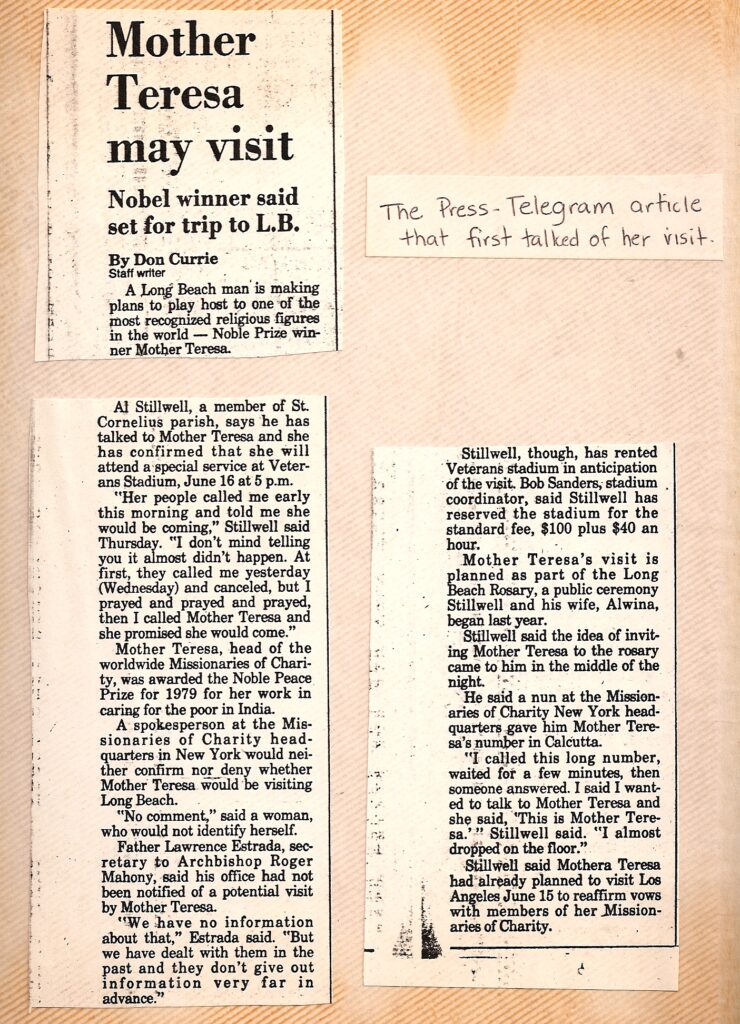 Mother
Teresa
may visit
Nobel winner said
set for trip to L.B.
By Don Currie
Staff writer
A Long Beach man is making
plans to play host to one of the
most recognized religious figures
in the world — Noble Prize win-
ner Mother Teresa.
The Press-Telegram article
that first talked of her visit.
Al Stillwell, a member of St.
Cornelius parish, says he has
talked to Mother Teresa and she
has confirmed that she will
attend a special service at Veter-
ans Stadium, June 16 at 5 p.m.
"Her people called me early
this morning and told me she
would be coming," Stillwell said
Thursday. "I don't mind telling
you it almost didn't happen. At
first, they called me yesterday
(Wednesday) and canceled, but I
prayed and prayed and prayed,
then I called Mother Teresa and
she promised she would come."
Mother Teresa, head of the
worldwide Missionaries of Chari-
ty, was awarded the Noble Peace
Prize for 1979 for her work in
caring for the poor in India.
A spokesperson at the Mis-
sionaries of Charity head-
quarters in New York would nei-
ther confirm nor deny whether
Mother Teresa would be visiting
Long Beach.
"No comment," said a woman,
who would not identify herself.
Father Lawrence Estrada, sec-
retary to Archbishop Roger
Mahony, said his office had not
been notified of a potential visit
by Mother Teresa.
"We have no information
about that," Estrada said. "But
we have dealt with them in the
past and they don't give out
information very far in
advance."
Stillwell, though, has rented
Veterans stadium in anticipation
of the visit. Bob Sanders, stadium
coordinator, said Stillwell has
reserved the stadium for the
standard fee, $100 plus $40 an
hour.
Mother Teresa's visit is
planned as part of the Long
Beach Rosary, a public ceremony
Stillwell and his wife, Alwina,
began last year.
Stillwell said the idea of invit-
ing Mother Teresa to the rosary
came to him in the middle of the
night.
He said a nun at the Mission-
aries of Charity New York head-
quarters gave him Mother Tere-
sa's number in Calcutta.
"I called this long number,
waited for a few minutes, then
someone answered. I said I want-
ed to talk to Mother Teresa and
she said, 'This is Mother Tere-
sa.'" Stillwell said. "I almost
dropped on the floor."
Stillwell said Mothera Teresa
had already planned to visit Los
Angeles June 15 to reaffirm vows
with members of her Mission-
aries of Charity.